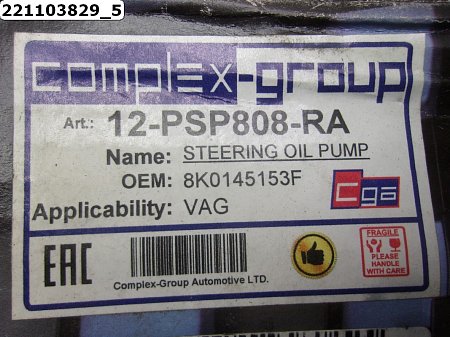 221103829_5
complex-group
Art.: 12-PSP808-RA
Name: STEERING OIL PUMP
OEM: 8K0145153F
cga
Applicability: VAG
EAC
Complex-Group Automotive LTD.
FRAGILE
PLEASE
HANDLE
WITH CARE